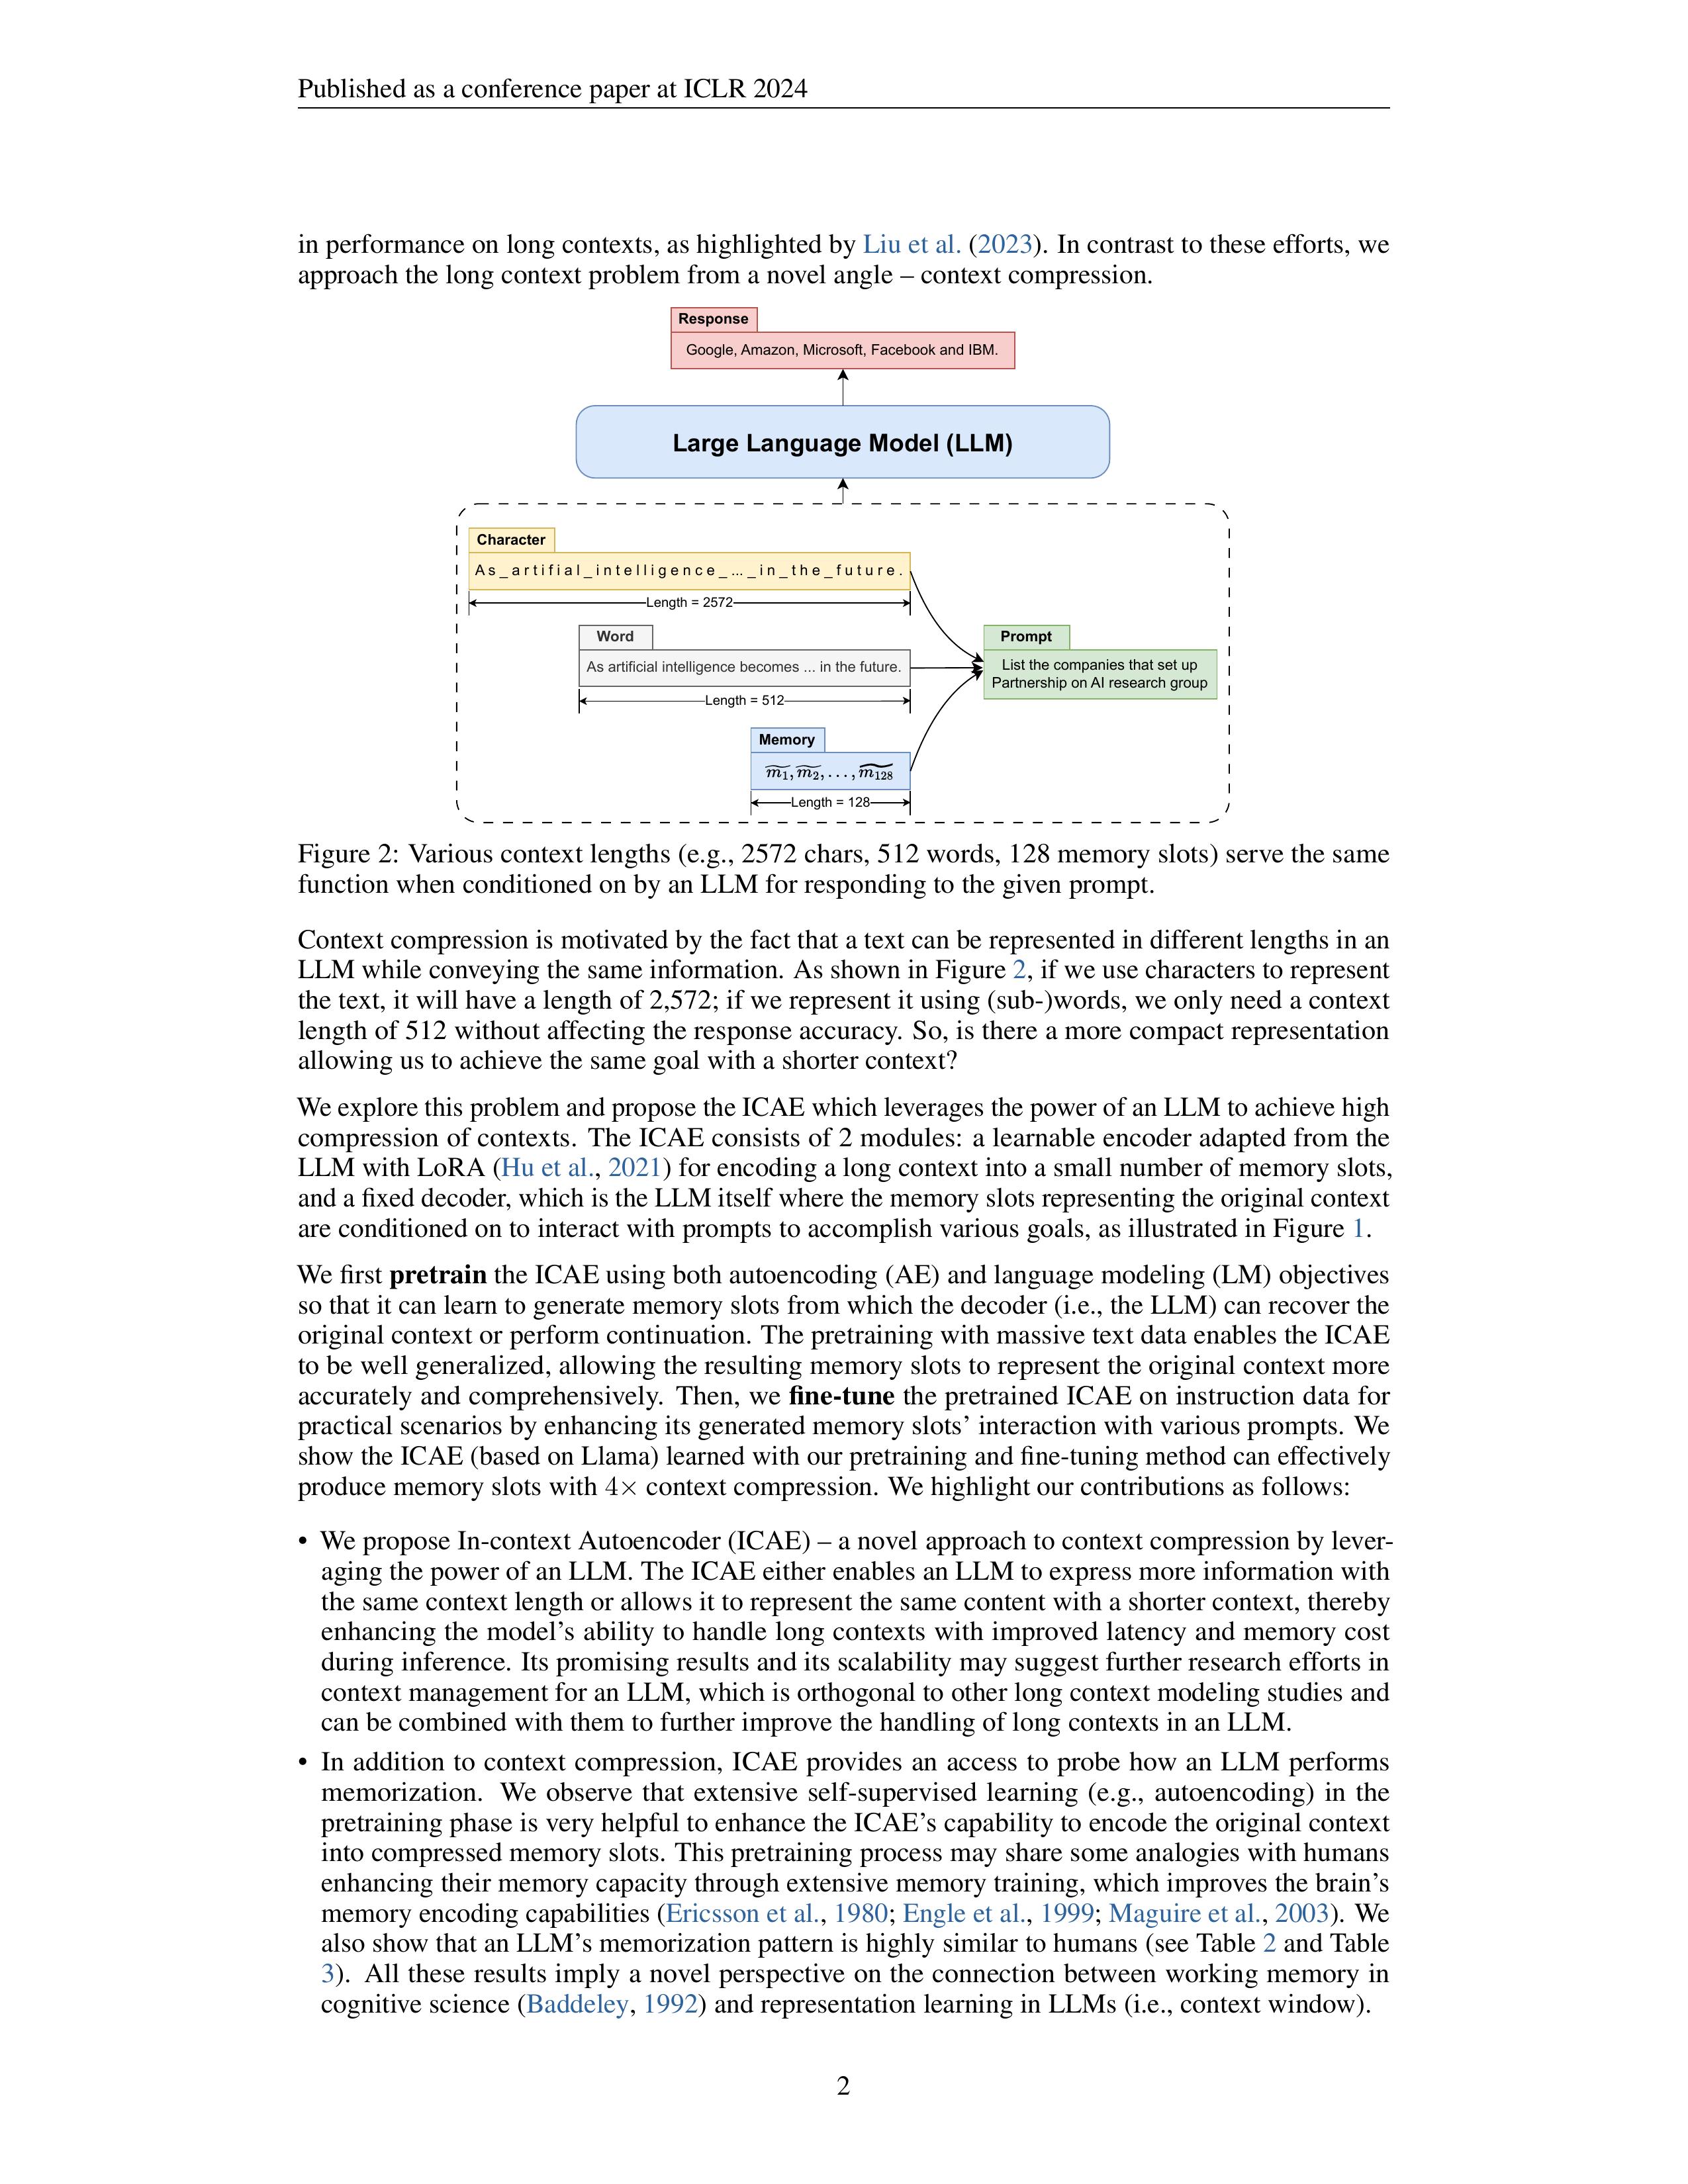 Published as a conference paper at ICLR 2024
in performance on long contexts, as highlighted by Liu et al. (2023). In contrast to these efforts, we
approach the long context problem from a novel angle – context compression.
Response
Google, Amazon, Microsoft, Facebook and IBM.
Large Language Model (LLM)
Character
As_artifial_intelligence_..._in_the_future.
Length = 2572
Word
As artificial intelligence becomes ... in the future.
Length = 512
Prompt
List the companies that set up
Partnership on AI research group
Memory
m̃₁, m̃₂, . . . , m̃₁₂₈
Length = 128
Figure 2: Various context lengths (e.g., 2572 chars, 512 words, 128 memory slots) serve the same
function when conditioned on by an LLM for responding to the given prompt.
Context compression is motivated by the fact that a text can be represented in different lengths in an
LLM while conveying the same information. As shown in Figure 2, if we use characters to represent
the text, it will have a length of 2,572; if we represent it using (sub-)words, we only need a context
length of 512 without affecting the response accuracy. So, is there a more compact representation
allowing us to achieve the same goal with a shorter context?
We explore this problem and propose the ICAE which leverages the power of an LLM to achieve high
compression of contexts. The ICAE consists of 2 modules: a learnable encoder adapted from the
LLM with LoRA (Hu et al., 2021) for encoding a long context into a small number of memory slots,
and a fixed decoder, which is the LLM itself where the memory slots representing the original context
are conditioned on to interact with prompts to accomplish various goals, as illustrated in Figure 1.
We first pretrain the ICAE using both autoencoding (AE) and language modeling (LM) objectives
so that it can learn to generate memory slots from which the decoder (i.e., the LLM) can recover the
original context or perform continuation. The pretraining with massive text data enables the ICAE
to be well generalized, allowing the resulting memory slots to represent the original context more
accurately and comprehensively. Then, we fine-tune the pretrained ICAE on instruction data for
practical scenarios by enhancing its generated memory slots’ interaction with various prompts. We
show the ICAE (based on Llama) learned with our pretraining and fine-tuning method can effectively
produce memory slots with 4× context compression. We highlight our contributions as follows:
• We propose In-context Autoencoder (ICAE) – a novel approach to context compression by lever-
aging the power of an LLM. The ICAE either enables an LLM to express more information with
the same context length or allows it to represent the same content with a shorter context, thereby
enhancing the model’s ability to handle long contexts with improved latency and memory cost
during inference. Its promising results and its scalability may suggest further research efforts in
context management for an LLM, which is orthogonal to other long context modeling studies and
can be combined with them to further improve the handling of long contexts in an LLM.
• In addition to context compression, ICAE provides an access to probe how an LLM performs
memorization. We observe that extensive self-supervised learning (e.g., autoencoding) in the
pretraining phase is very helpful to enhance the ICAE’s capability to encode the original context
into compressed memory slots. This pretraining process may share some analogies with humans
enhancing their memory capacity through extensive memory training, which improves the brain’s
memory encoding capabilities (Ericsson et al., 1980; Engle et al., 1999; Maguire et al., 2003). We
also show that an LLM’s memorization pattern is highly similar to humans (see Table 2 and Table
3). All these results imply a novel perspective on the connection between working memory in
cognitive science (Baddeley, 1992) and representation learning in LLMs (i.e., context window).
2